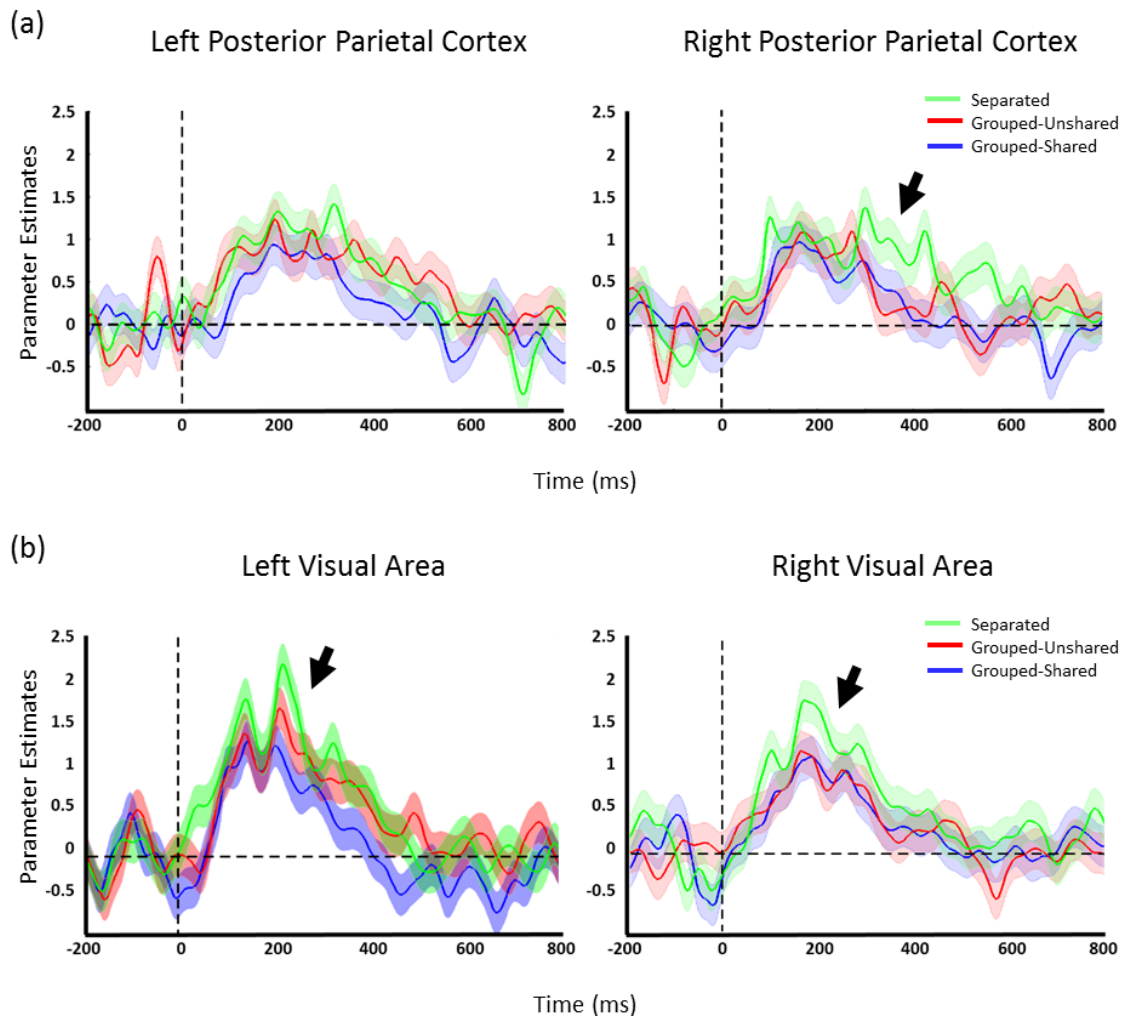 (a)
Left Posterior Parietal Cortex
Right Posterior Parietal Cortex
Separated
Grouped-Unshared
Grouped-Shared
Parameter Estimates
2.5
2
1.5
1
0.5
0
-0.5
-200 0 200 400 600 800
2.5
2
1.5
1
0.5
0
-0.5
-200 0 200 400 600 800
Time (ms)
(b)
Left Visual Area
Right Visual Area
Separated
Grouped-Unshared
Grouped-Shared
Parameter Estimates
2.5
2
1.5
1
0.5
0
-0.5
-200 0 200 400 600 800
2.5
2
1.5
1
0.5
0
-0.5
-200 0 200 400 600 800
Time (ms)